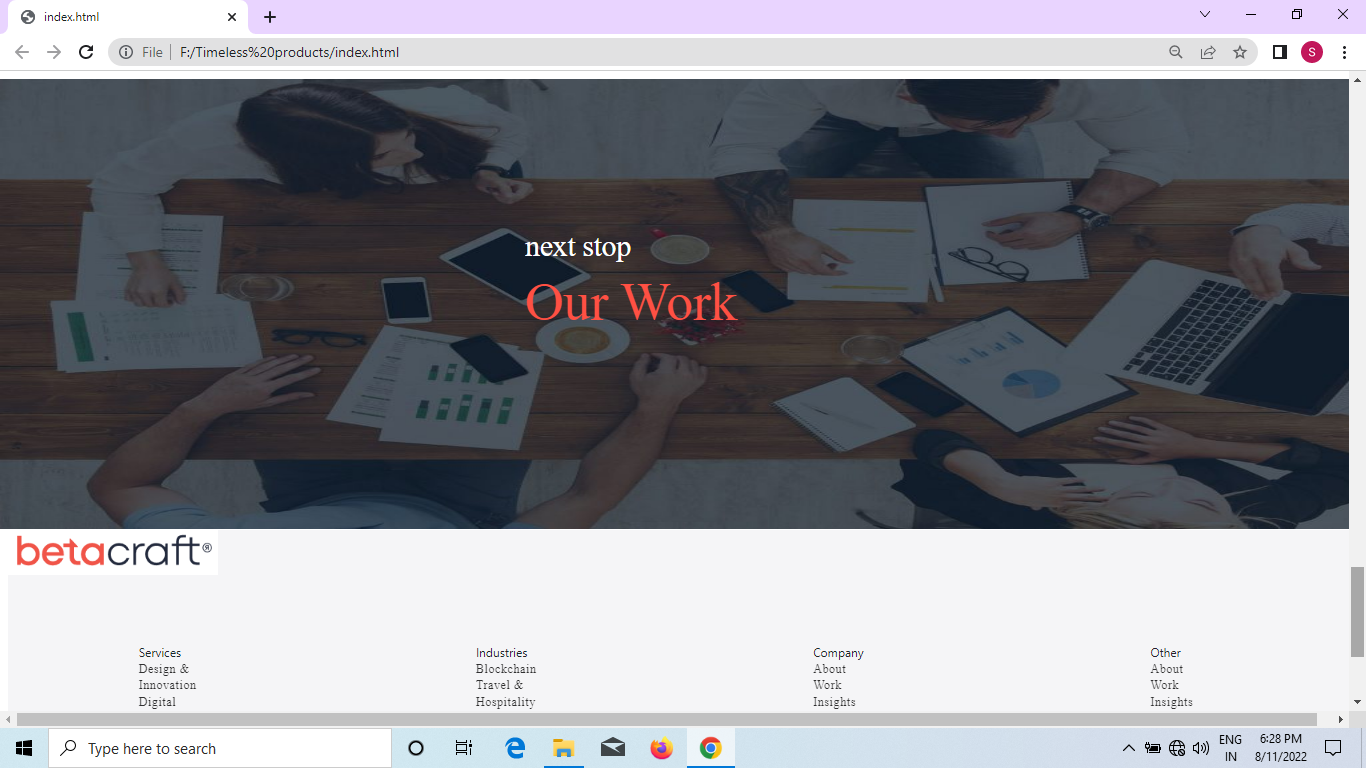 index.html
File
F:/Timeless%20products/index.html
S
next stop
Our Work
betacraft®
Services Industries Company Other
Design & Blockchain About About
Innovation Travel & Work Work
Digital Hospitality Insights Insights
Type here to search
ENG
IN
6:28 PM
8/11/2022